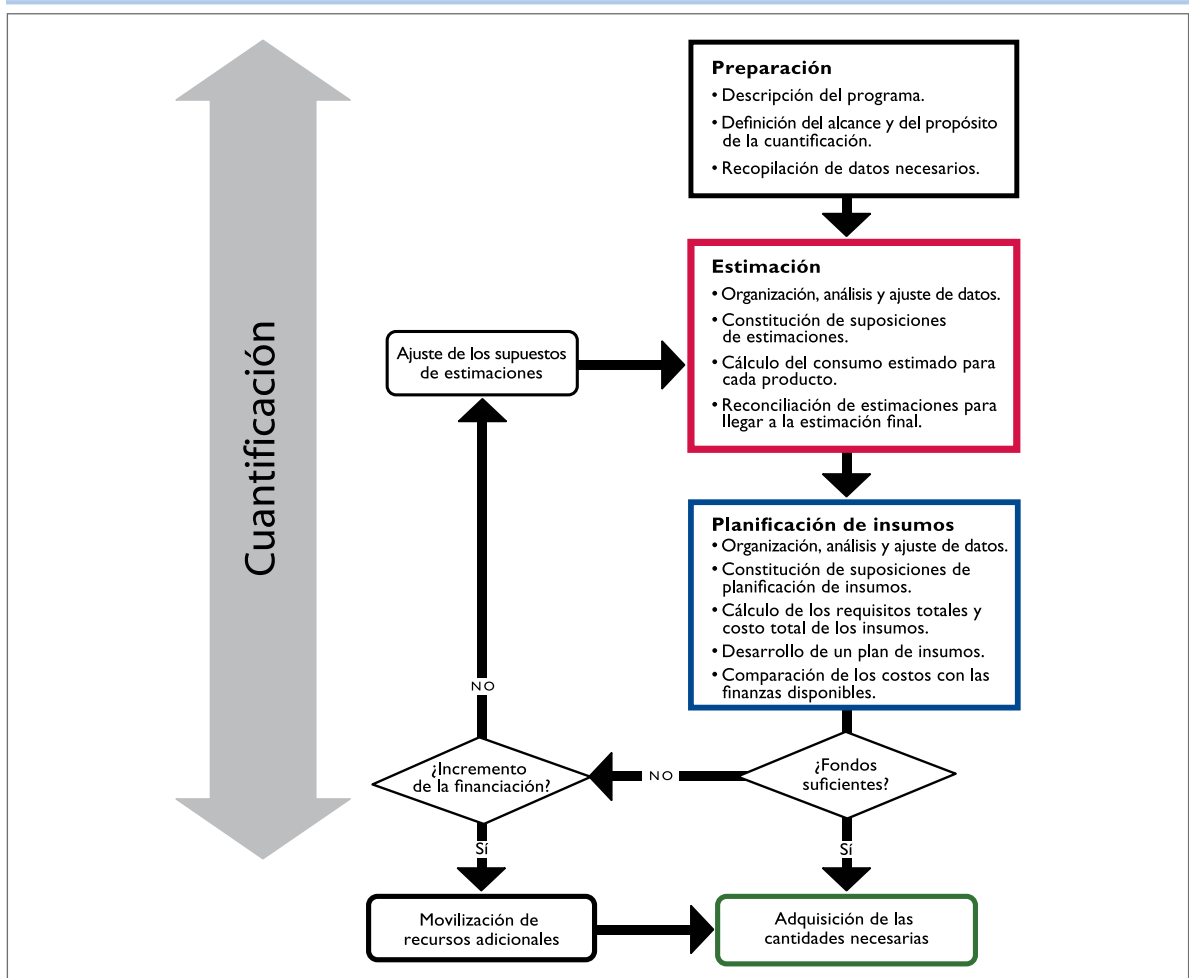 Cuantificación
Preparación
• Descripción del programa.
• Definición del alcance y del propósito
de la cuantificación.
• Recopilación de datos necesarios.
Estimación
• Organización, análisis y ajuste de datos.
• Constitución de suposiciones
de estimaciones.
• Cálculo del consumo estimado para
cada producto.
• Reconciliación de estimaciones para
llegar a la estimación final.
Ajuste de los supuestos
de estimaciones
Planificación de insumos
• Organización, análisis y ajuste de datos.
• Constitución de suposiciones de
planificación de insumos.
• Cálculo de los requisitos totales y
costo total de los insumos.
• Desarrollo de un plan de insumos.
• Comparación de los costos con las
finanzas disponibles.
NO
¿Incremento
de la financiación?
NO
¿Fondos
suficientes?
Sí
Sí
Movilización de
recursos adicionales
Adquisición de las
cantidades necesarias